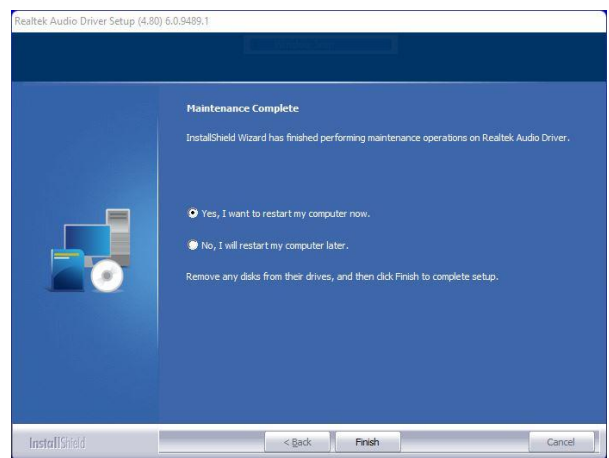 Realtek Audio Driver Setup (4.80) 6.0.9489.1
Maintenance Complete
InstallShield Wizard has finished performing maintenance operations on Realtek Audio Driver.
Yes, I want to restart my computer now.
No, I will restart my computer later.
Remove any disks from their drives, and then click Finish to complete setup.
InstallShield
< Back
Finish
Cancel